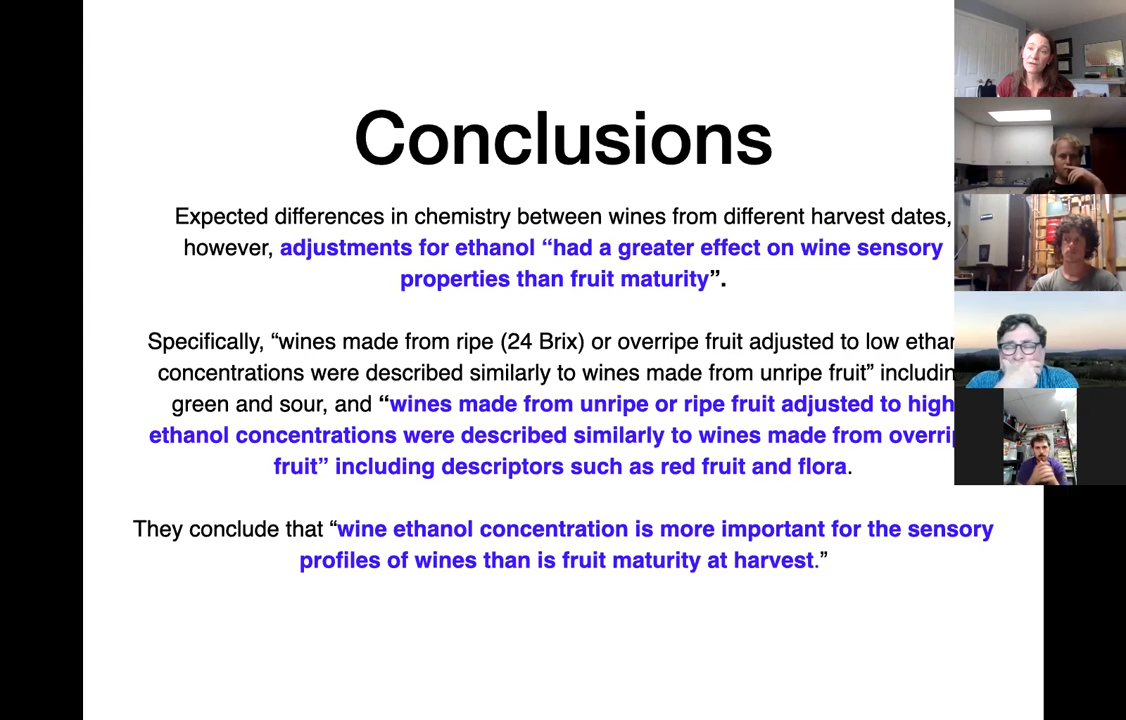 Conclusions
Expected differences in chemistry between wines from different harvest dates,
however, adjustments for ethanol “had a greater effect on wine sensory
properties than fruit maturity”.
Specifically, “wines made from ripe (24 Brix) or overripe fruit adjusted to low
concentrations were described similarly to wines made from unripe fruit”
green and sour, and “wines made from unripe or ripe fruit adjusted to high
ethanol concentrations were described similarly to wines made from
fruit” including descriptors such as red fruit and flora.
They conclude that “wine ethanol concentration is more important for the sensory
profiles of wines than is fruit maturity at harvest.”